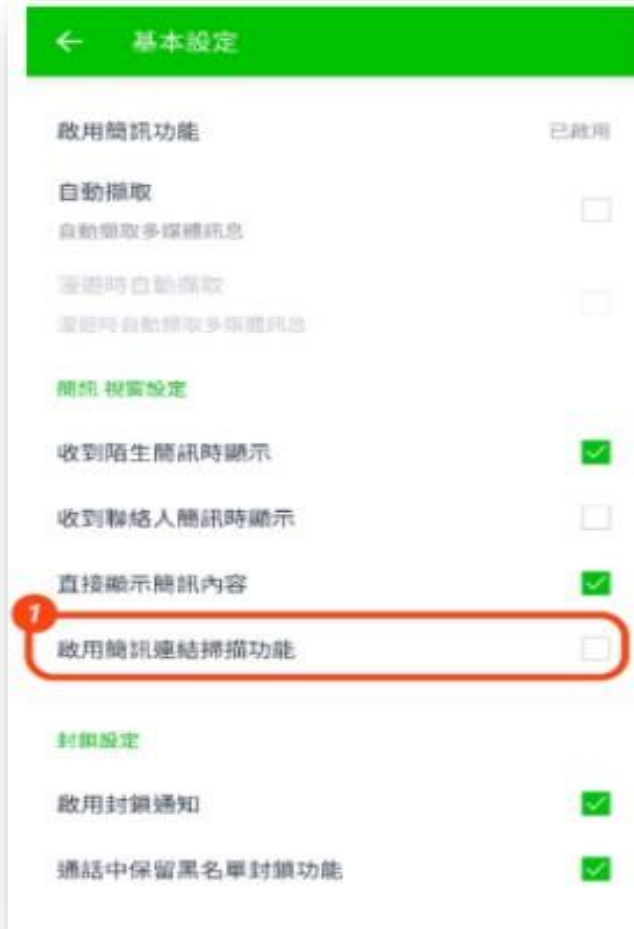 基本設定
啟用簡訊功能 已啟用
自動擷取
自動擷取多媒體訊息
漫遊時自動擷取
漫遊時自動擷取多媒體訊息
簡訊 視窗設定
收到陌生簡訊時顯示
收到聯絡人簡訊時顯示
直接顯示簡訊內容
1
啟用簡訊連結掃描功能
封鎖設定
啟用封鎖通知
通話中保留黑名單封鎖功能